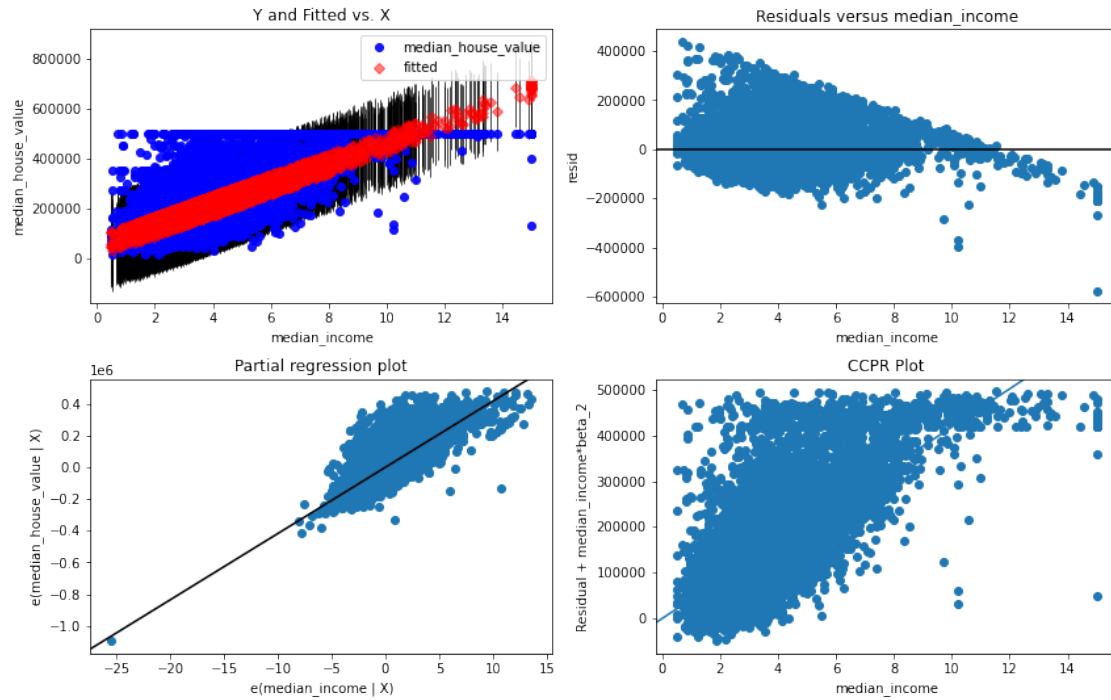 Y and Fitted vs. X
median_house_value
fitted
800000
600000
400000
200000
0
median_house_value
0 2 4 6 8 10 12 14
median_income
Residuals versus median_income
400000
200000
0
−200000
−400000
−600000
resid
0 2 4 6 8 10 12 14
median_income
Partial regression plot
1e6
0.4
0.2
0.0
−0.2
−0.4
−0.6
−0.8
−1.0
e(median_house_value | X)
−25 −20 −15 −10 −5 0 5 10 15
e(median_income | X)
CCPR Plot
500000
400000
300000
200000
100000
0
Residual + median_income*beta_2
0 2 4 6 8 10 12 14
median_income